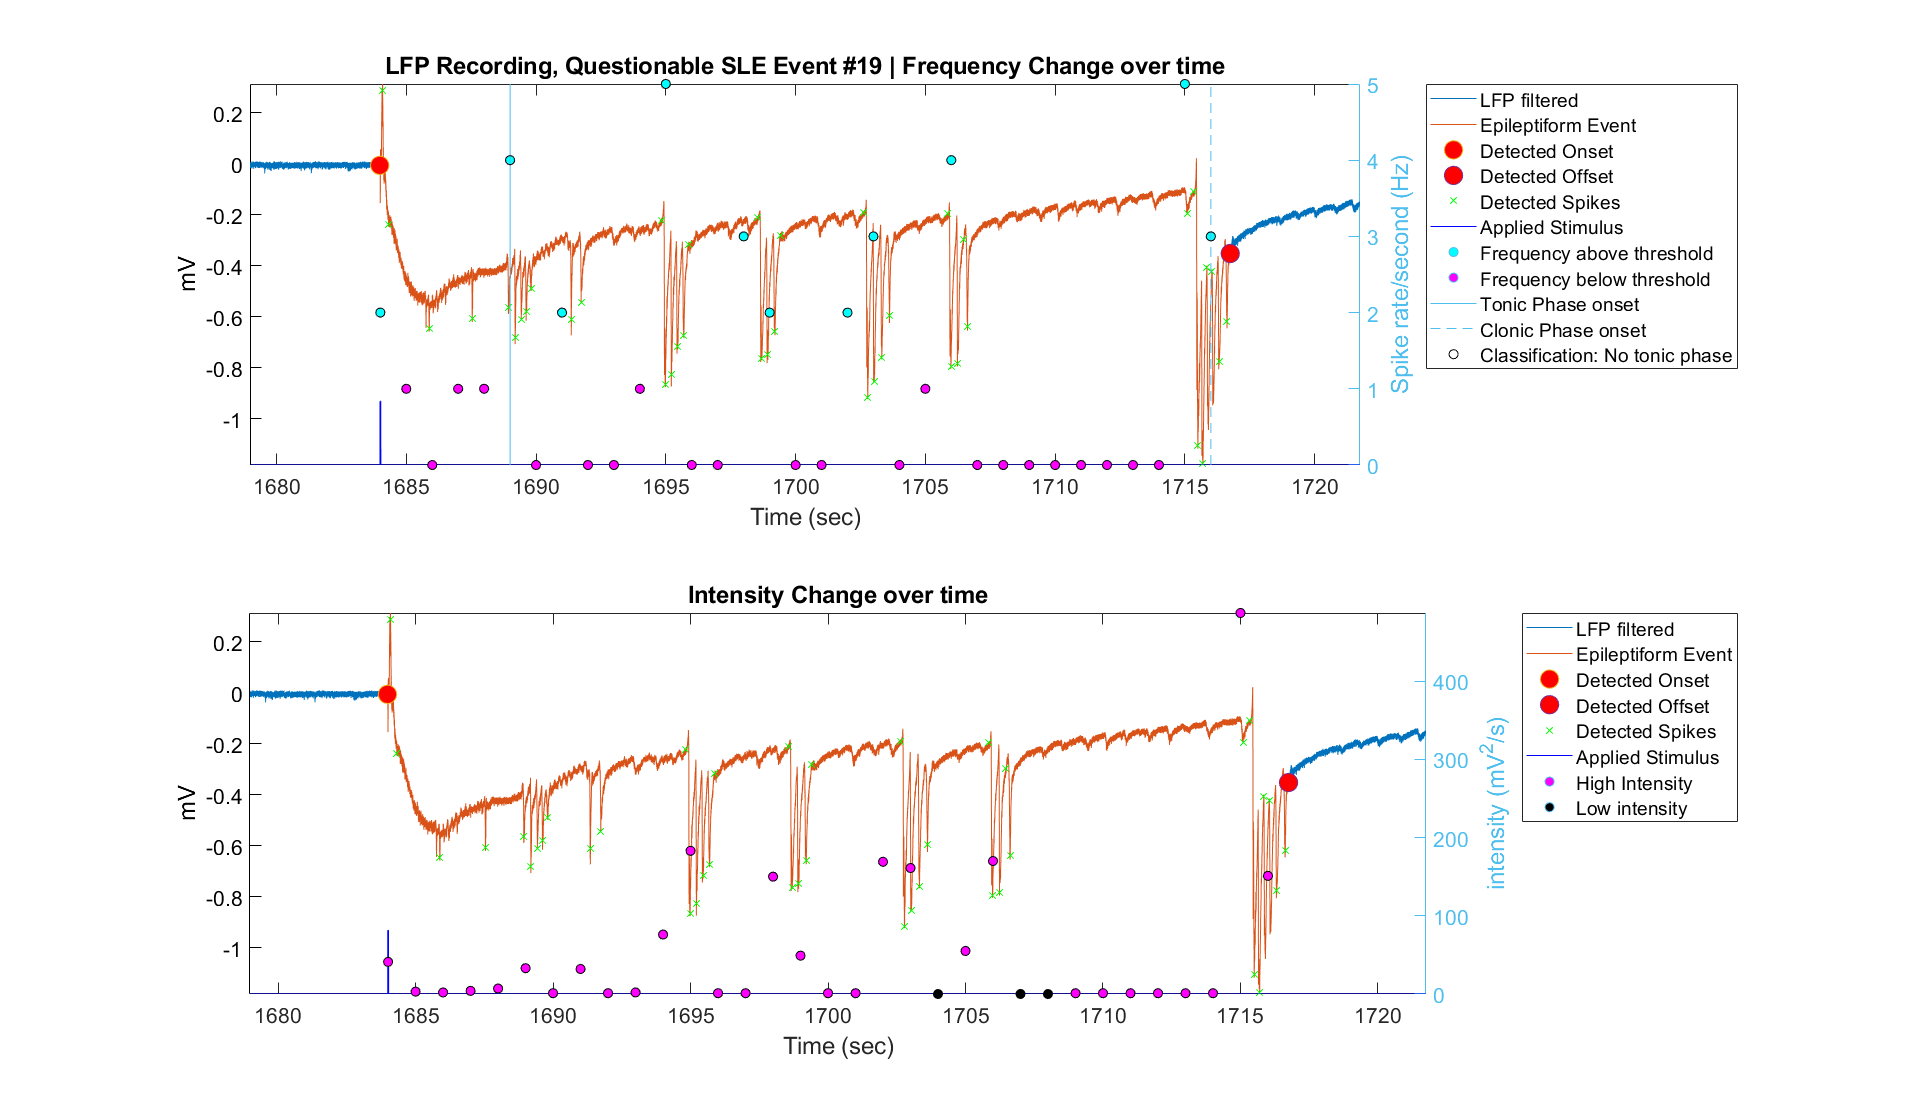 LFP Recording, Questionable SLE Event #19 | Frequency Change over time
0.2
0
-0.2
-0.4
-0.6
-0.8
-1
mV
1680 1685 1690 1695 1700 1705 1710 1715 1720
Time (sec)
5
4
3
2
1
0
Spike rate/second (Hz)
LFP filtered
Epileptiform Event
Detected Onset
Detected Offset
Detected Spikes
Applied Stimulus
Frequency above threshold
Frequency below threshold
Tonic Phase onset
Clonic Phase onset
Classification: No tonic phase
Intensity Change over time
0.2
0
-0.2
-0.4
-0.6
-0.8
-1
mV
1680 1685 1690 1695 1700 1705 1710 1715 1720
Time (sec)
400
300
200
100
0
intensity (mV²/s)
LFP filtered
Epileptiform Event
Detected Onset
Detected Offset
Detected Spikes
Applied Stimulus
High Intensity
Low intensity